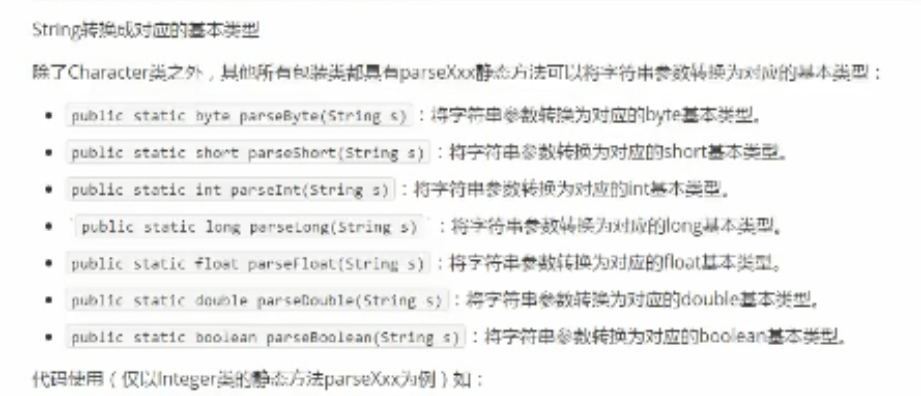 String转换成对应的基本类型
除了Character类之外，其他所有包装类都具有parseXxx静态方法可以将字符串参数转换为对应的基本类型：
• public static byte parseByte(String s)：将字符串参数转换为对应的byte基本类型。
• public static short parseShort(String s)：将字符串参数转换为对应的short基本类型。
• public static int parseInt(String s)：将字符串参数转换为对应的int基本类型。
• `public static long parseLong(String s)`：将字符串参数转换为对应的long基本类型。
• public static float parseFloat(String s)：将字符串参数转换为对应的float基本类型。
• public static double parseDouble(String s)：将字符串参数转换为对应的double基本类型。
• public static boolean parseBoolean(String s)：将字符串参数转换为对应的boolean基本类型。
代码使用（仅以Integer类的静态方法parseXxx为例）如：